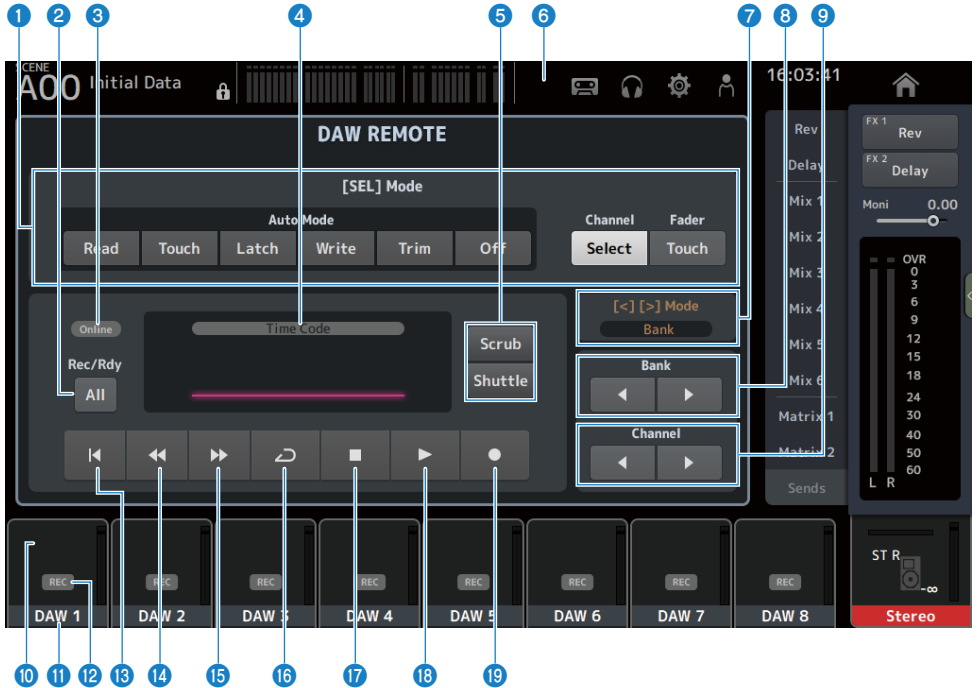 1 2 3 4 5 6 7 8 9
SCENE
A00 Initial Data
16:03:41
DAW REMOTE
[SEL] Mode
Auto Mode
Read Touch Latch Write Trim Off
Channel Fader
Select Touch
Online
Time Code
Rec/Rdy
All
Scrub
Shuttle
[<] [>] Mode
Bank
Bank
Channel
Rev
Delay
Mix 1
Mix 2
Mix 3
Mix 4
Mix 5
Mix 6
Matrix 1
Matrix 2
Sends
FX 1
Rev
FX 2
Delay
Moni 0.00
OVR
0
3
6
9
12
15
18
24
30
40
50
60
L R
REC REC REC REC REC REC REC REC
DAW 1 DAW 2 DAW 3 DAW 4 DAW 5 DAW 6 DAW 7 DAW 8
ST R
-∞
Stereo
10 11 12 13 14 15 16 17 18 19